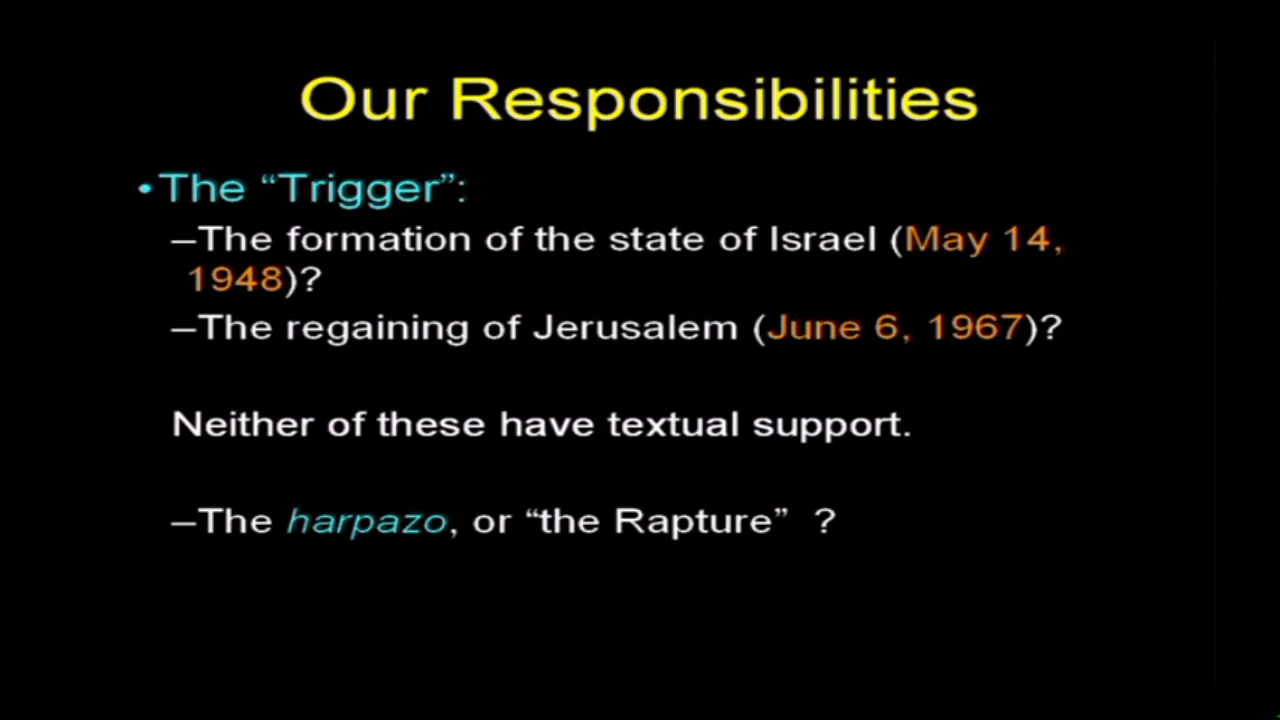 Our Responsibilities
•The “Trigger”:
–The formation of the state of Israel (May 14,
1948)?
–The regaining of Jerusalem (June 6, 1967)?
Neither of these have textual support.
–The harpazo, or “the Rapture” ?